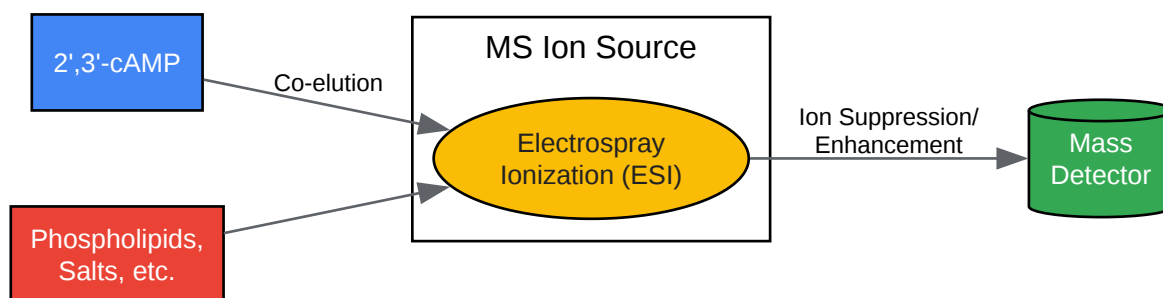 2',3'-cAMP
Co-elution
Phospholipids,
Salts, etc.
MS Ion Source
Electrospray
Ionization (ESI)
Ion Suppression/
Enhancement
Mass
Detector